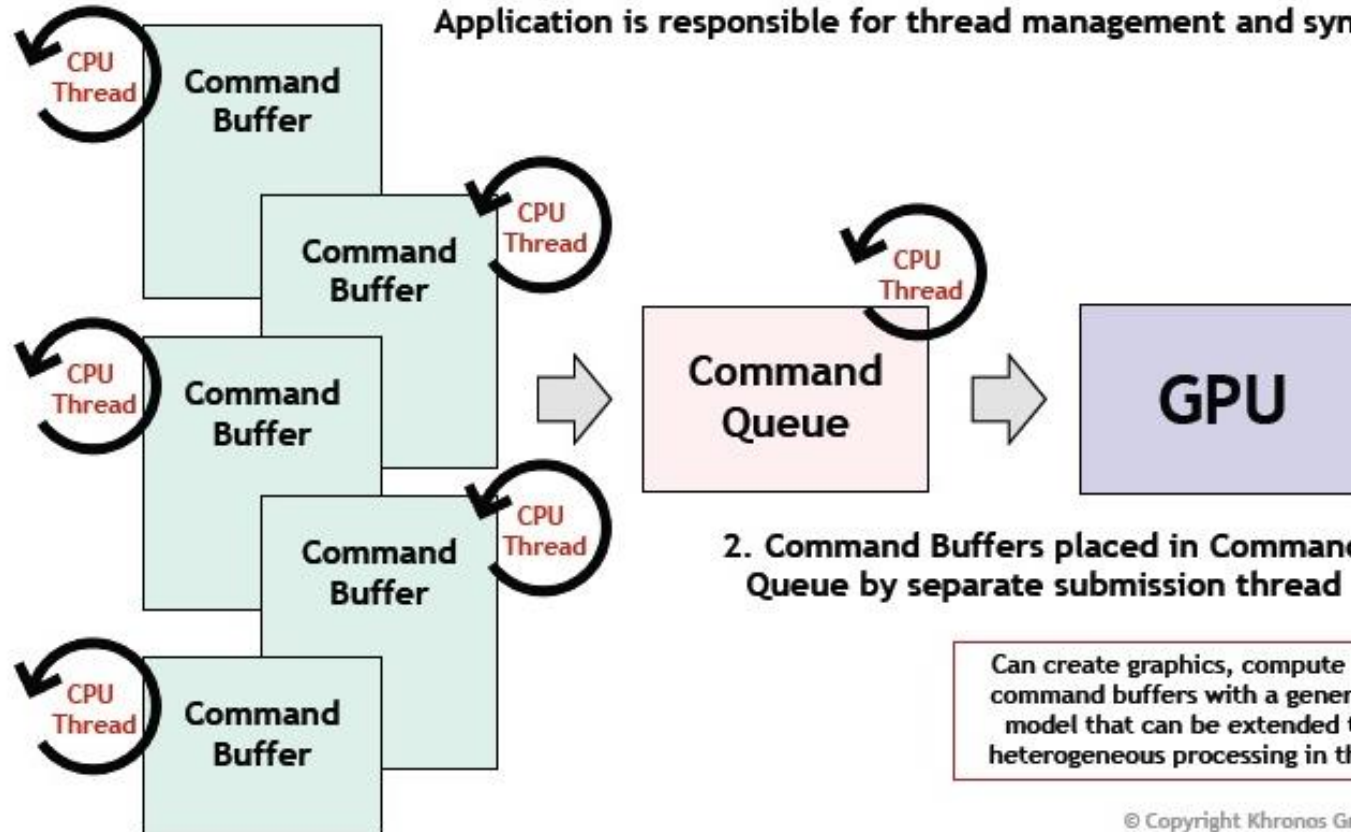 Application is responsible for thread management and syn
CPU
Thread
Command
Buffer
CPU
Thread
Command
Buffer
CPU
Thread
Command
Buffer
CPU
Thread
Command
Buffer
CPU
Thread
Command
Buffer
CPU
Thread
Command
Queue
GPU
2. Command Buffers placed in Command
Queue by separate submission thread
Can create graphics, compute
command buffers with a gener
model that can be extended t
heterogeneous processing in th
© Copyright Khronos Gr